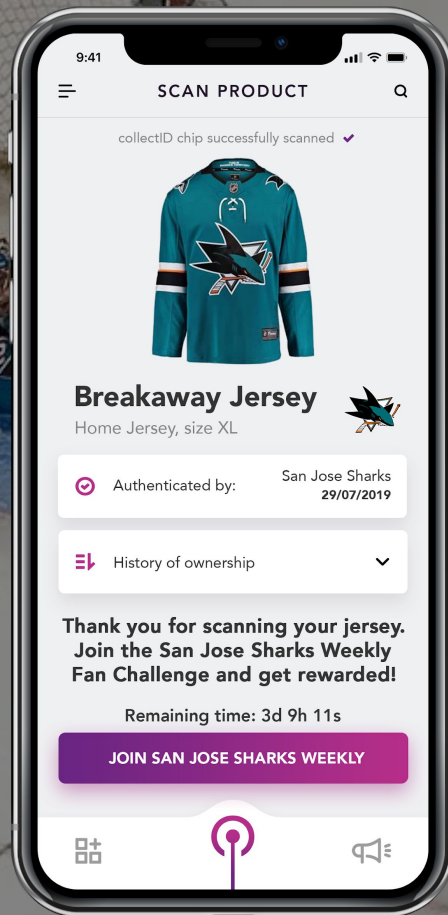 9:41
SCAN PRODUCT
collectID chip successfully scanned
Breakaway Jersey
Home Jersey, size XL
Authenticated by:
San Jose Sharks
29/07/2019
History of ownership
Thank you for scanning your jersey.
Join the San Jose Sharks Weekly
Fan Challenge and get rewarded!
Remaining time: 3d 9h 11s
JOIN SAN JOSE SHARKS WEEKLY